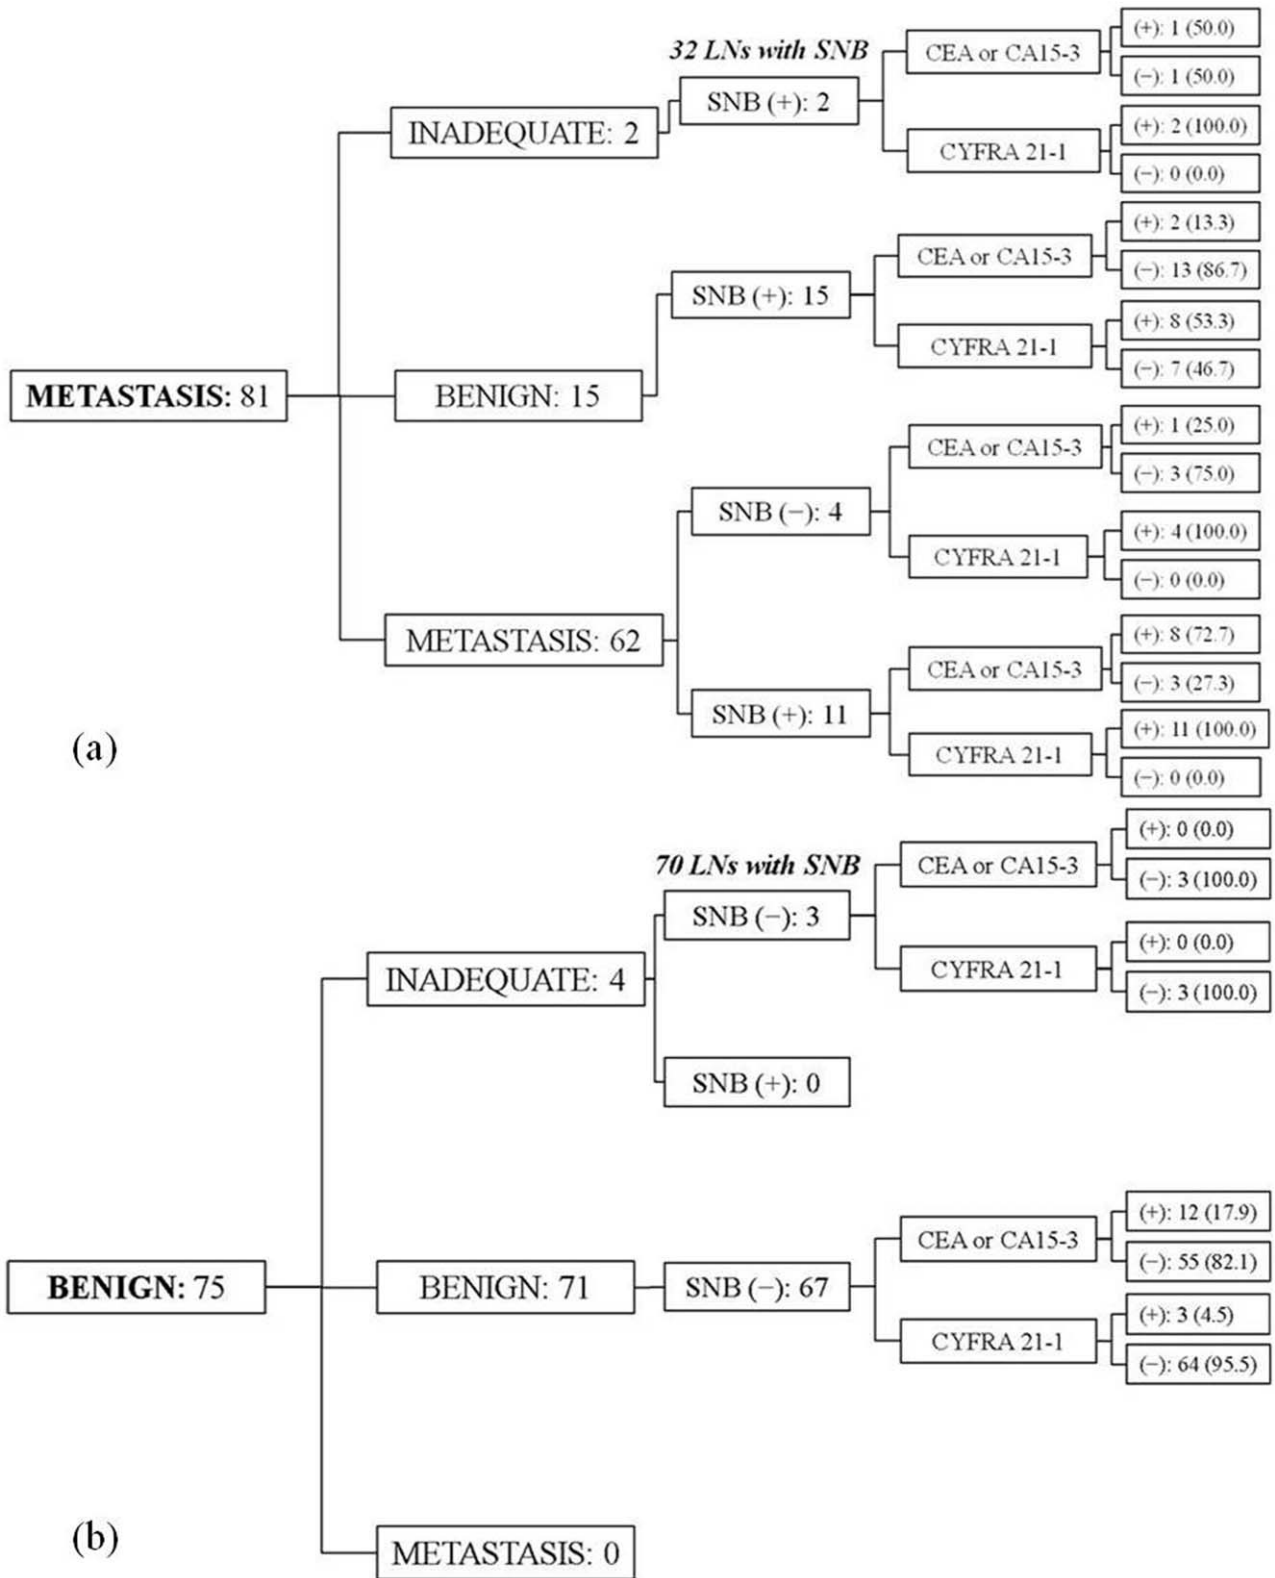 32 LNs with SNB
INADEQUATE: 2
SNB (+): 2
CEA or CA15-3
(+): 1 (50.0)
(−): 1 (50.0)
CYFRA 21-1
(+): 2 (100.0)
(−): 0 (0.0)
METASTASIS: 81
BENIGN: 15
SNB (+): 15
CEA or CA15-3
(+): 2 (13.3)
(−): 13 (86.7)
CYFRA 21-1
(+): 8 (53.3)
(−): 7 (46.7)
METASTASIS: 62
SNB (−): 4
CEA or CA15-3
(+): 1 (25.0)
(−): 3 (75.0)
CYFRA 21-1
(+): 4 (100.0)
(−): 0 (0.0)
SNB (+): 11
CEA or CA15-3
(+): 8 (72.7)
(−): 3 (27.3)
CYFRA 21-1
(+): 11 (100.0)
(−): 0 (0.0)
(a)
70 LNs with SNB
INADEQUATE: 4
SNB (−): 3
CEA or CA15-3
(+): 0 (0.0)
(−): 3 (100.0)
CYFRA 21-1
(+): 0 (0.0)
(−): 3 (100.0)
SNB (+): 0
BENIGN: 75
BENIGN: 71
SNB (−): 67
CEA or CA15-3
(+): 12 (17.9)
(−): 55 (82.1)
CYFRA 21-1
(+): 3 (4.5)
(−): 64 (95.5)
METASTASIS: 0
(b)